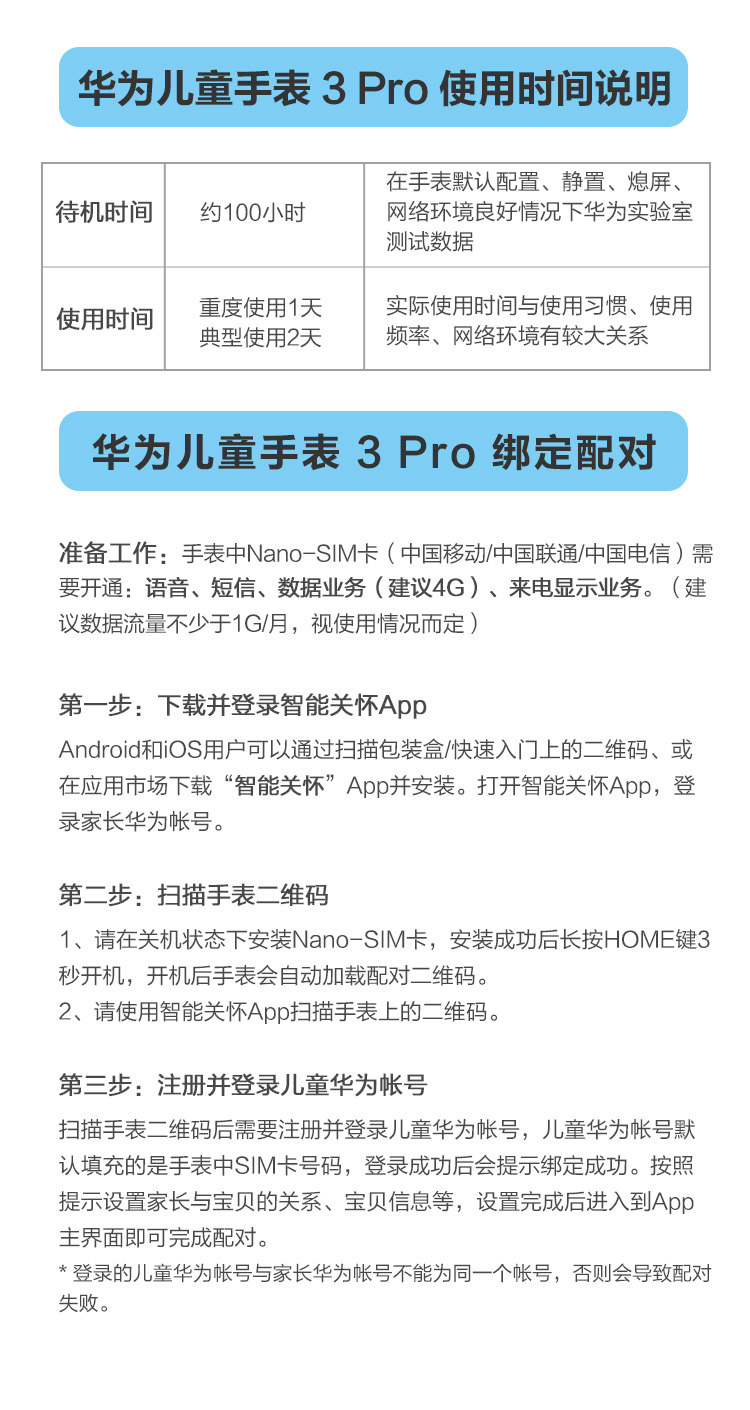 华为儿童手表 3 Pro 使用时间说明
待机时间
约100小时
在手表默认配置、静置、熄屏、
网络环境良好情况下华为实验室
测试数据
使用时间
重度使用1天
典型使用2天
实际使用时间与使用习惯、使用
频率、网络环境有较大关系
华为儿童手表 3 Pro 绑定配对
准备工作：手表中Nano-SIM卡（中国移动/中国联通/中国电信）需
要开通：语音、短信、数据业务（建议4G）、来电显示业务。（建
议数据流量不少于1G/月，视使用情况而定）
第一步：下载并登录智能关怀App
Android和iOS用户可以通过扫描包装盒/快速入门上的二维码、或
在应用市场下载“智能关怀”App并安装。打开智能关怀App，登
录家长华为帐号。
第二步：扫描手表二维码
1、请在关机状态下安装Nano-SIM卡，安装成功后长按HOME键3
秒开机，开机后手表会自动加载配对二维码。
2、请使用智能关怀App扫描手表上的二维码。
第三步：注册并登录儿童华为帐号
扫描手表二维码后需要注册并登录儿童华为帐号，儿童华为帐号默
认填充的是手表中SIM卡号码，登录成功后会提示绑定成功。按照
提示设置家长与宝贝的关系、宝贝信息等，设置完成后进入到App
主界面即可完成配对。
* 登录的儿童华为帐号与家长华为帐号不能为同一个帐号，否则会导致配对
失败。